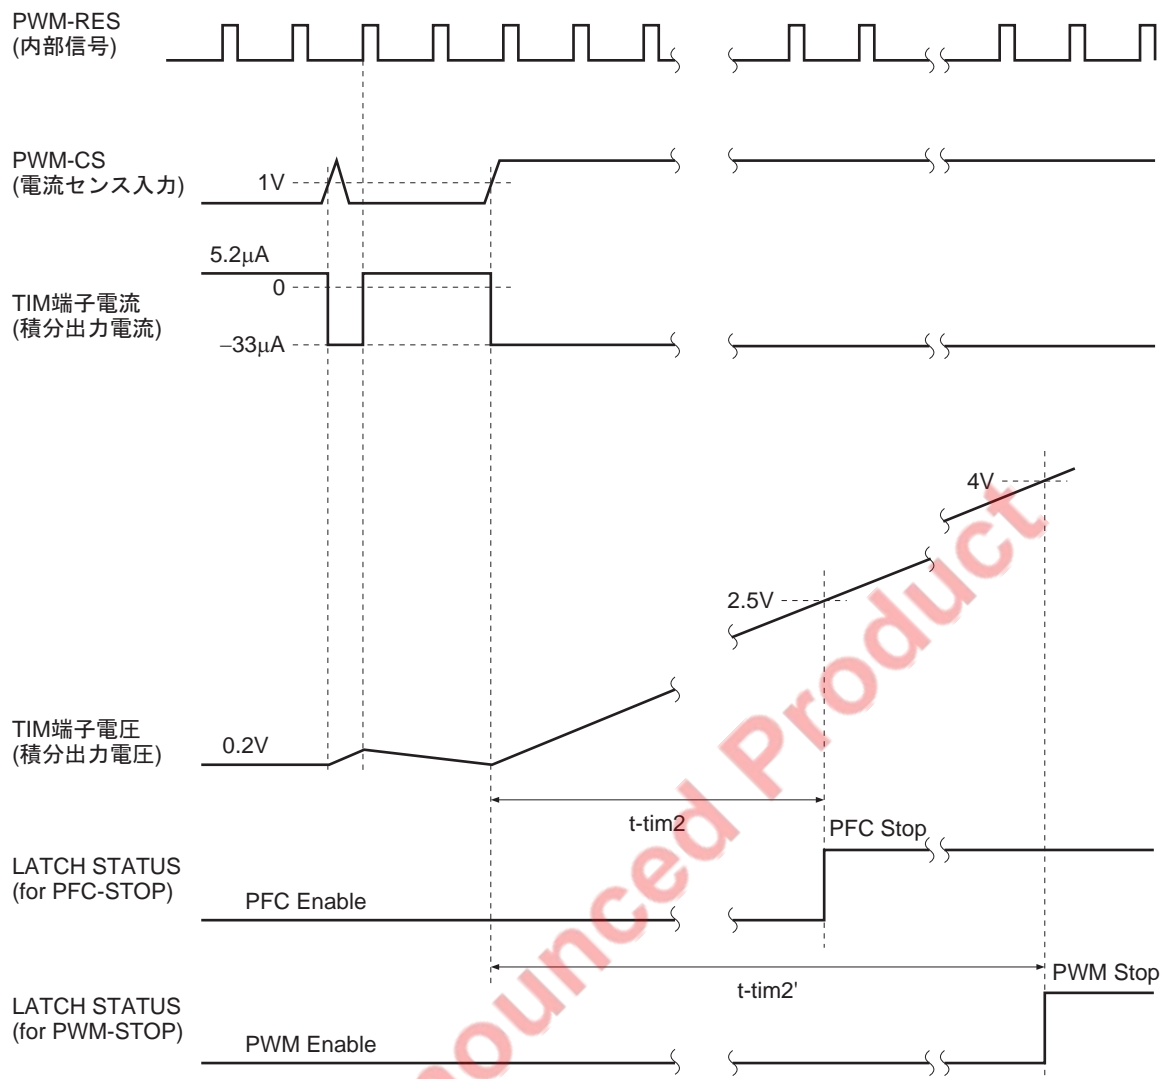 PWM-RES
(内部信号)
PWM-CS
(電流センス入力)
1V
5.2μA
0
TIM端子電流
(積分出力電流)
−33μA
4V
2.5V
TIM端子電圧
(積分出力電圧)
0.2V
t-tim2
PFC Stop
LATCH STATUS
(for PFC-STOP)
PFC Enable
t-tim2'
PWM Stop
LATCH STATUS
(for PWM-STOP)
PWM Enable
ounced Product